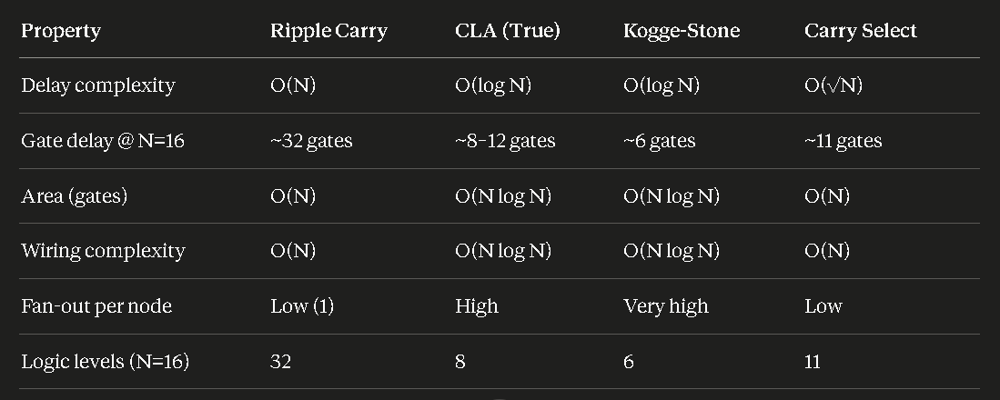 Property Ripple Carry CLA (True) Kogge-Stone Carry Select
Delay complexity O(N) O(log N) O(log N) O(√N)
Gate delay @ N=16 ~32 gates ~8–12 gates ~6 gates ~11 gates
Area (gates) O(N) O(N log N) O(N log N) O(N)
Wiring complexity O(N) O(N log N) O(N log N) O(N)
Fan-out per node Low (1) High Very high Low
Logic levels (N=16) 32 8 6 11